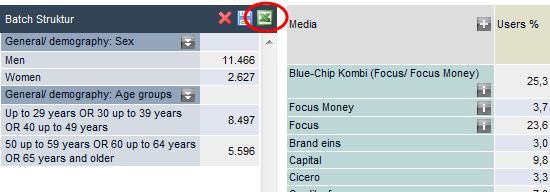 Batch Struktur
General/ demography: Sex
Men 11.466
Women 2.627
General/ demography: Age groups
Up to 29 years OR 30 up to 39 years
OR 40 up to 49 years 8.497
50 up to 59 years OR 60 up to 64 years
OR 65 years and older 5.596
Media Users %
Blue-Chip Kombi (Focus/ Focus Money) 25,3
Focus Money 3,7
Focus 23,6
Brand eins 3,0
Capital 9,8
Cicero 3,3